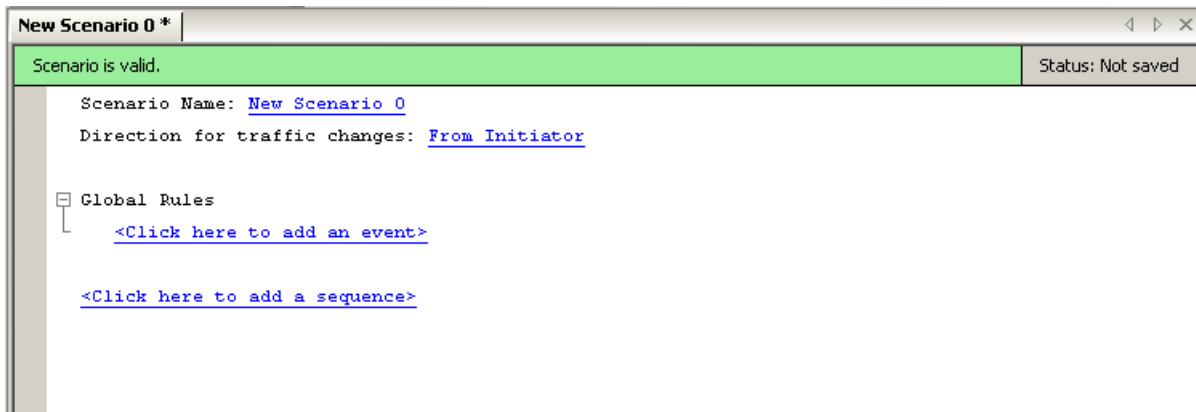 New Scenario 0 *
Scenario is valid.
Status: Not saved
Scenario Name: New Scenario 0
Direction for traffic changes: From Initiator
Global Rules
<Click here to add an event>
<Click here to add a sequence>